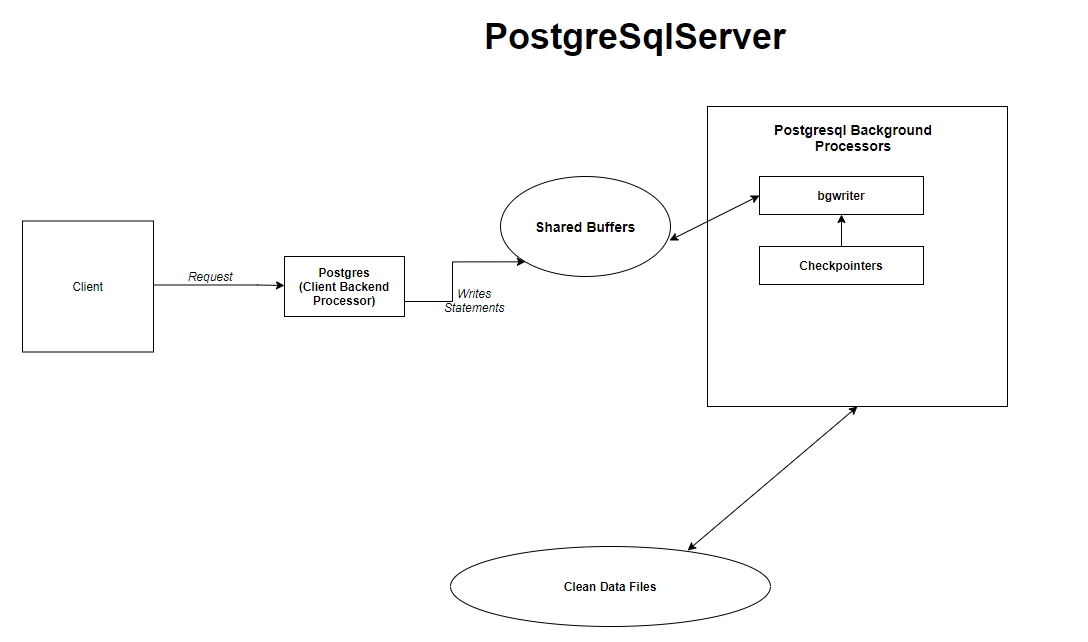 PostgreSqlServer
Postgresql Background
Processors
bgwriter
Shared Buffers
Checkpointers
Client
Request
Postgres
(Client Backend
Processor)
Writes
Statements
Clean Data Files